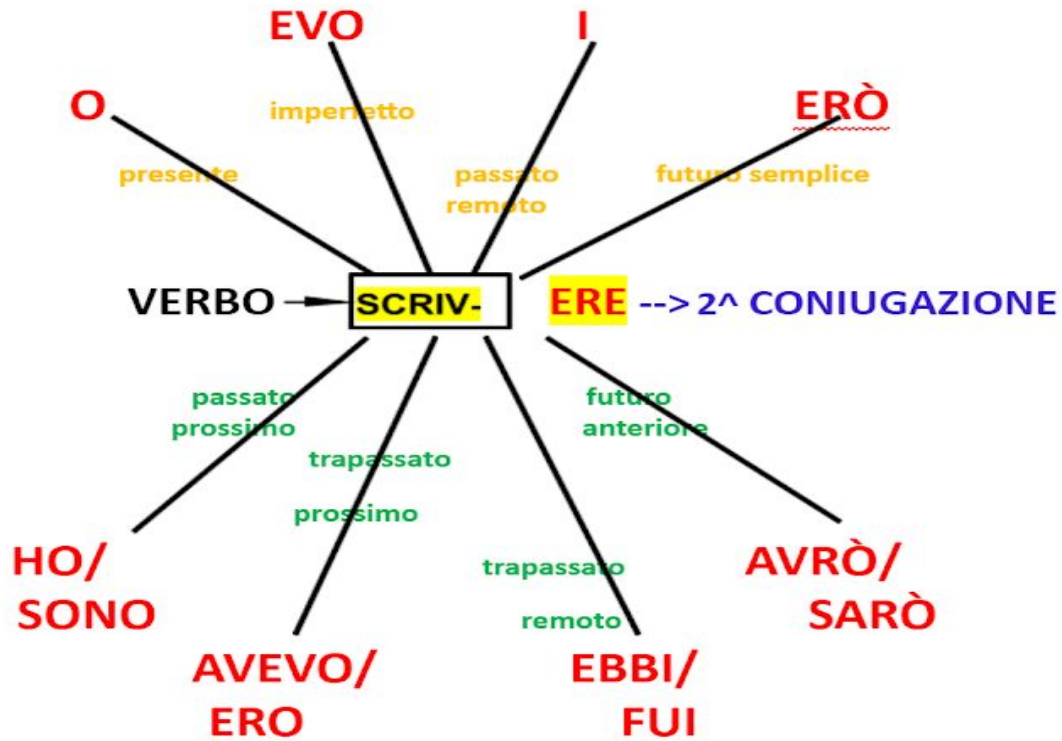 EVO I
O ERÒ
imperfetto
presente passato futuro semplice
remoto
VERBO SCRIV- ERE --> 2^ CONIUGAZIONE
passato futuro
prossimo anteriore
trapassato
prossimo
HO/ trapassato AVRÒ/
SONO remoto SARÒ
AVEVO/ EBBI/
ERO FUI